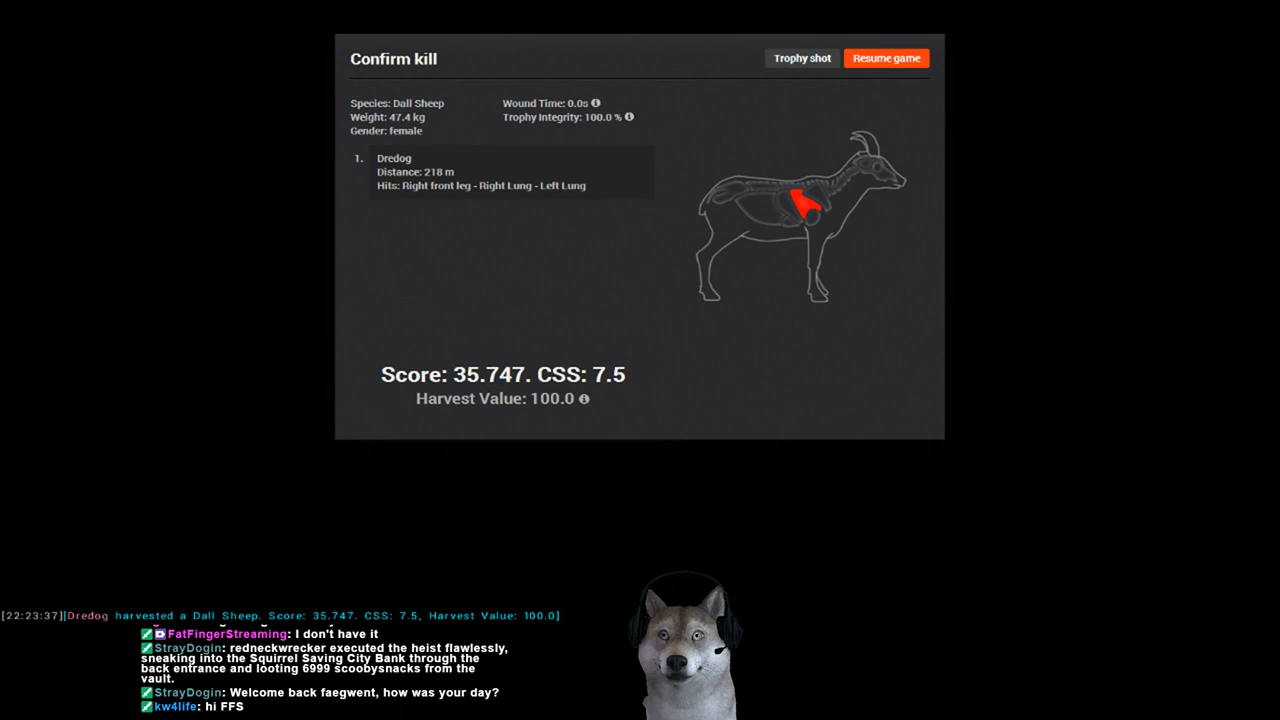 Confirm kill
Trophy shot
Resume game
Species: Dall Sheep
Weight: 47.4 kg
Gender: female
Wound Time: 0.0s
Trophy Integrity: 100.0 %
1.
Dredog
Distance: 218 m
Hits: Right front leg - Right Lung - Left Lung
Score: 35.747. CSS: 7.5
Harvest Value: 100.0
[22:23:37][Dredog harvested a Dall Sheep. Score: 35.747. CSS: 7.5, Harvest Value: 100.0]
FatFingerStreaming: I don't have it
StrayDogin: redneckwrecker executed the heist flawlessly,
sneaking into the Squirrel Saving City Bank through the
back entrance and looting 6999 scoobysnacks from the
vault.
StrayDogin: Welcome back faegwent, how was your day?
kw4life: hi FFS